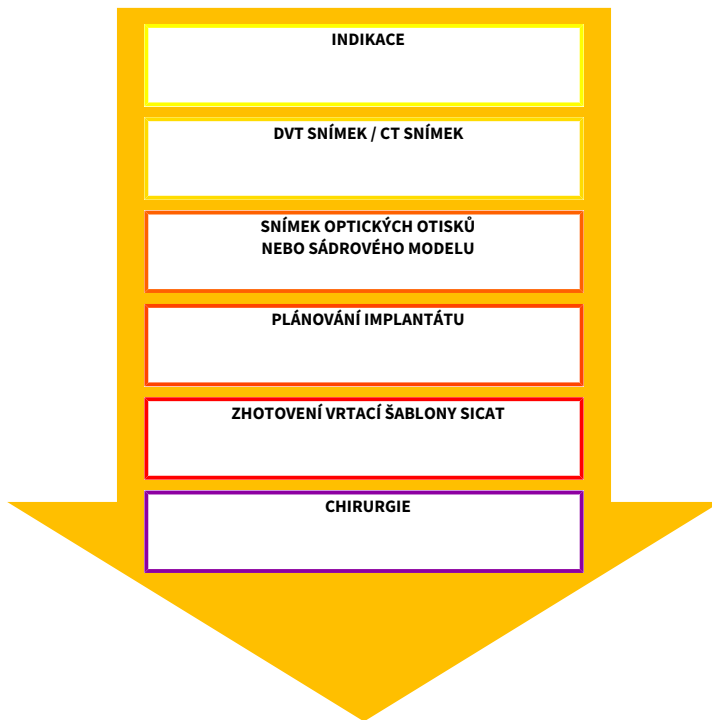 INDIKACE
DVT SNÍMEK / CT SNÍMEK
SNÍMEK OPTICKÝCH OTISKŮ
NEBO SÁDROVÉHO MODELU
PLÁNOVÁNÍ IMPLANTÁTU
ZHOTOVENÍ VRTACÍ ŠABLONY SICAT
CHIRURGIE